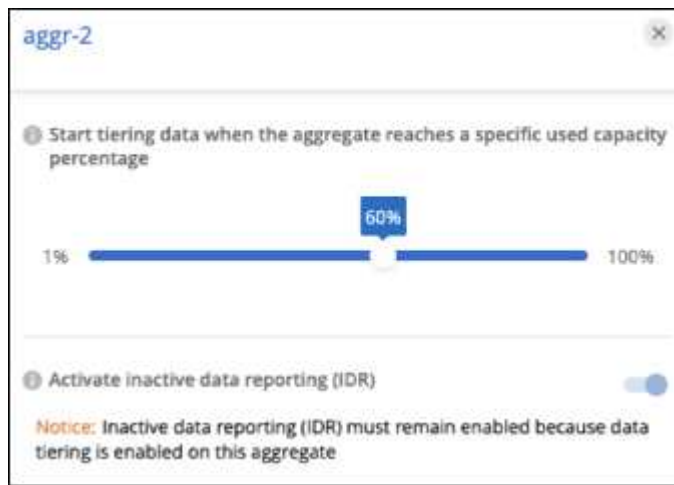 aggr-2
Start tiering data when the aggregate reaches a specific used capacity
percentage
60%
1%
100%
Activate inactive data reporting (IDR)
Notice: Inactive data reporting (IDR) must remain enabled because data
tiering is enabled on this aggregate